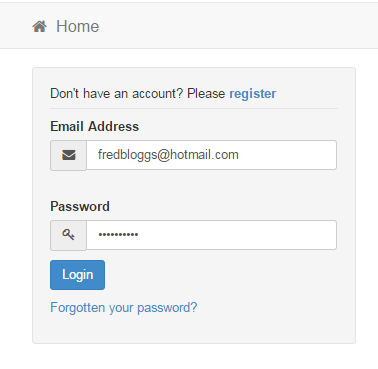 Home
Don't have an account? Please register
Email Address
fredbloggs@hotmail.com
Password
••••••••••
Login
Forgotten your password?